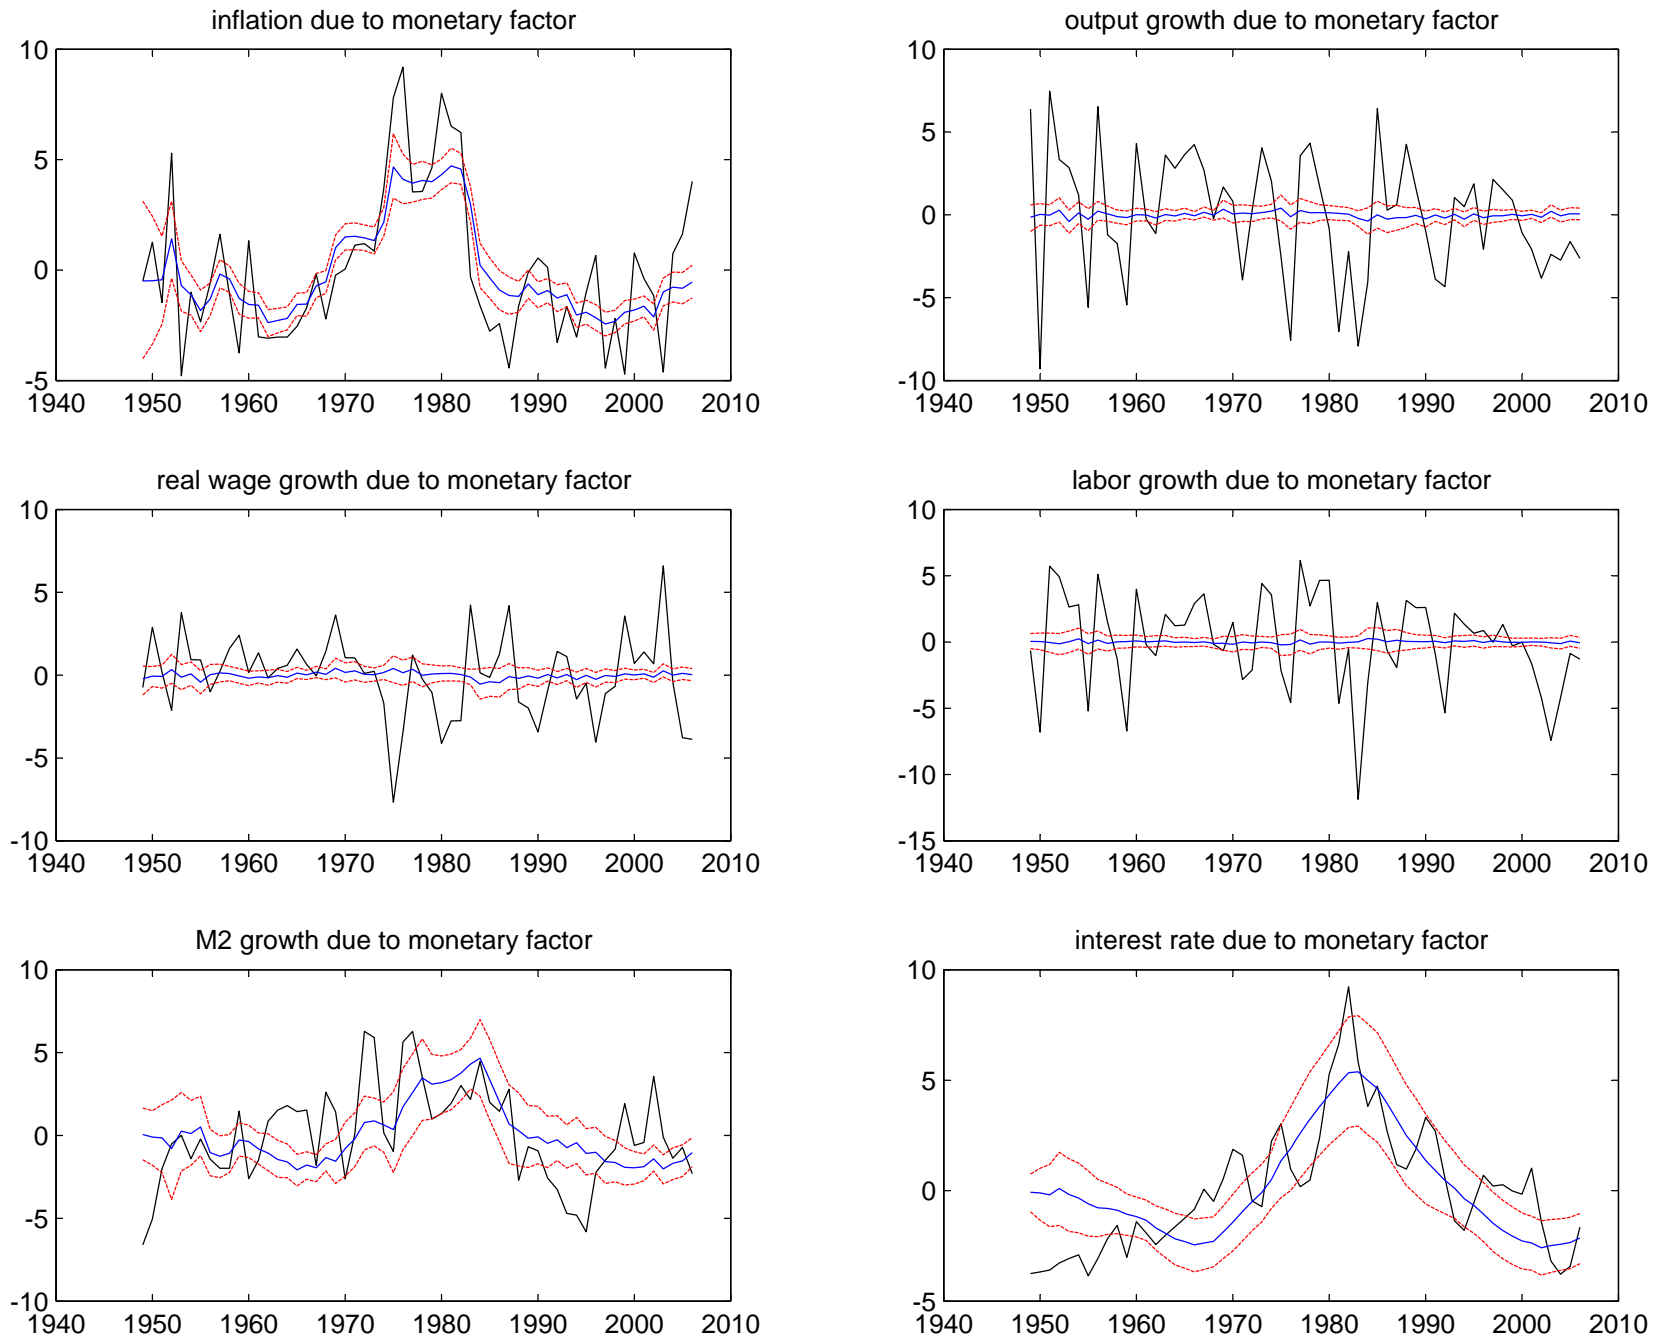 inflation due to monetary factor
10
5
0
-5
1940 1950 1960 1970 1980 1990 2000 2010
output growth due to monetary factor
10
5
0
-5
-10
1940 1950 1960 1970 1980 1990 2000 2010
real wage growth due to monetary factor
10
5
0
-5
-10
1940 1950 1960 1970 1980 1990 2000 2010
labor growth due to monetary factor
10
5
0
-5
-10
-15
1940 1950 1960 1970 1980 1990 2000 2010
M2 growth due to monetary factor
10
5
0
-5
-10
1940 1950 1960 1970 1980 1990 2000 2010
interest rate due to monetary factor
10
5
0
-5
1940 1950 1960 1970 1980 1990 2000 2010